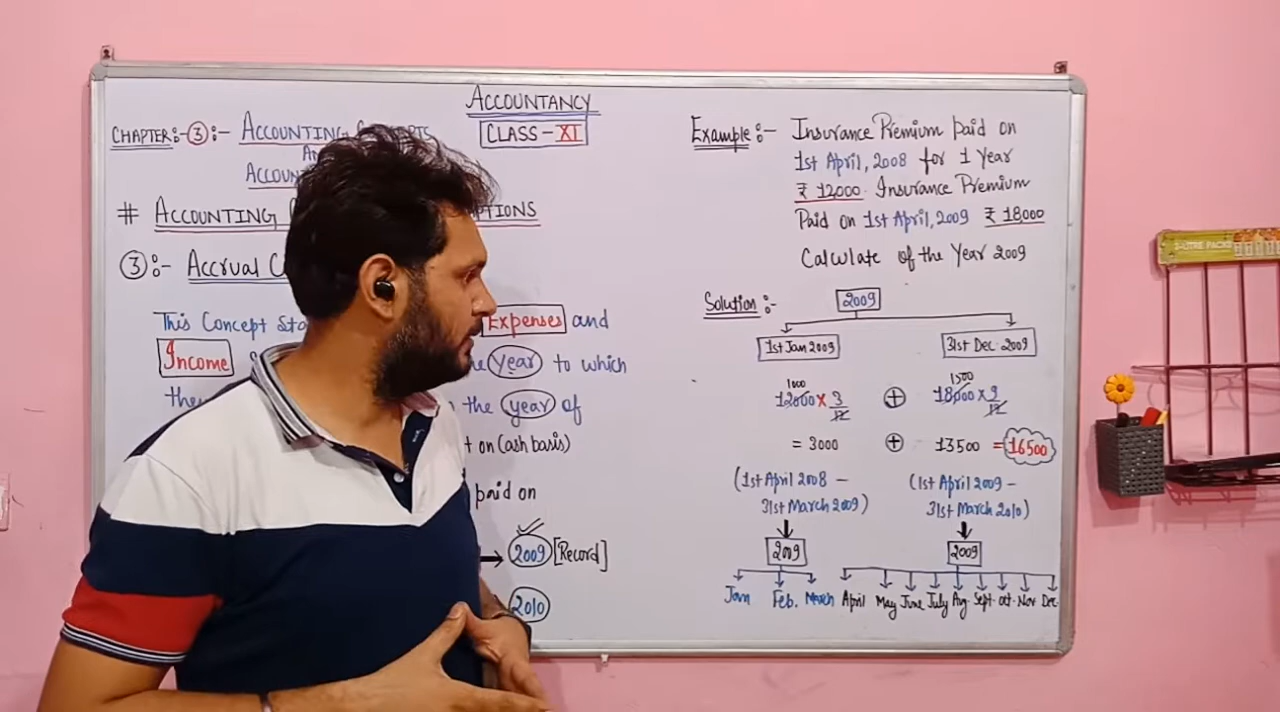 ACCOUNTANCY
CLASS-XI
CHAPTER:-③:- ACCOUNTING CONCEPTS
# ACCOUNTING
PTIONS
③:- Accrual
This Concept
Expenses and
Income
Year to which
the year of
on (cash basis)
paid on
2009 [Record]
2010
Example:- Insurance Premium paid on
1st April, 2008 for 1 Year
₹ 12000. Insurance Premium
Paid on 1st April, 2009 ₹ 18000
Calculate of the Year 2009
Solution:- 2009
1st Jan 2009 31st Dec. 2009
1000 1500
12000 × 3/12 ⊕ 18000 × 9/12
= 3000 ⊕ 13500 = 16500
(1st April 2008 - (1st April 2009 -
31st March 2009) 31st March 2010)
2009 2009
Jan Feb. March April May June July Aug. Sept. Oct. Nov Dec.
2-LITRE PACKS